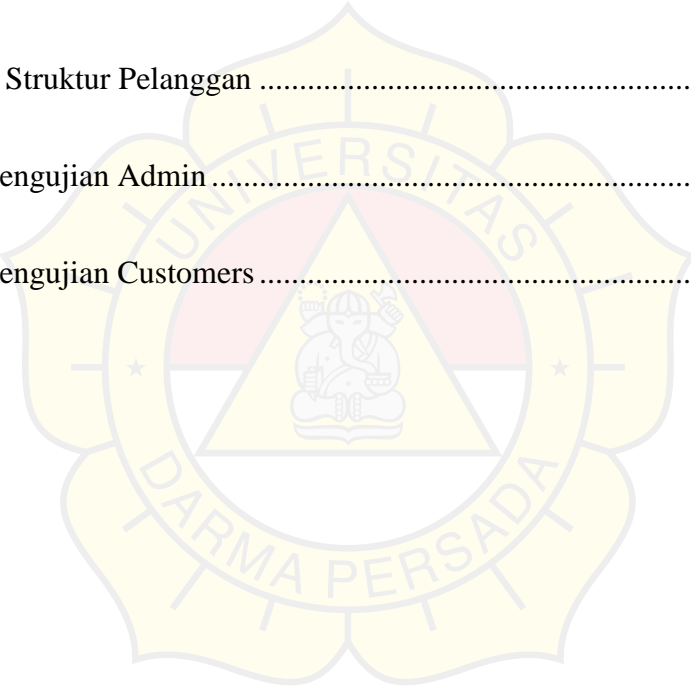 Struktur Pelanggan ......................................................
engujian Admin ............................................................
engujian Customers ......................................................
UNIVERSITAS
DARMA PERSADA